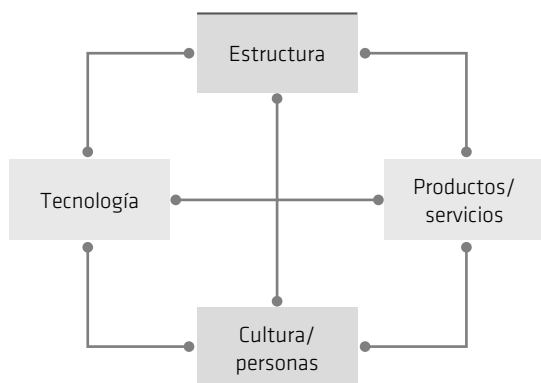 Estructura
Tecnología
Productos/
servicios
Cultura/
personas